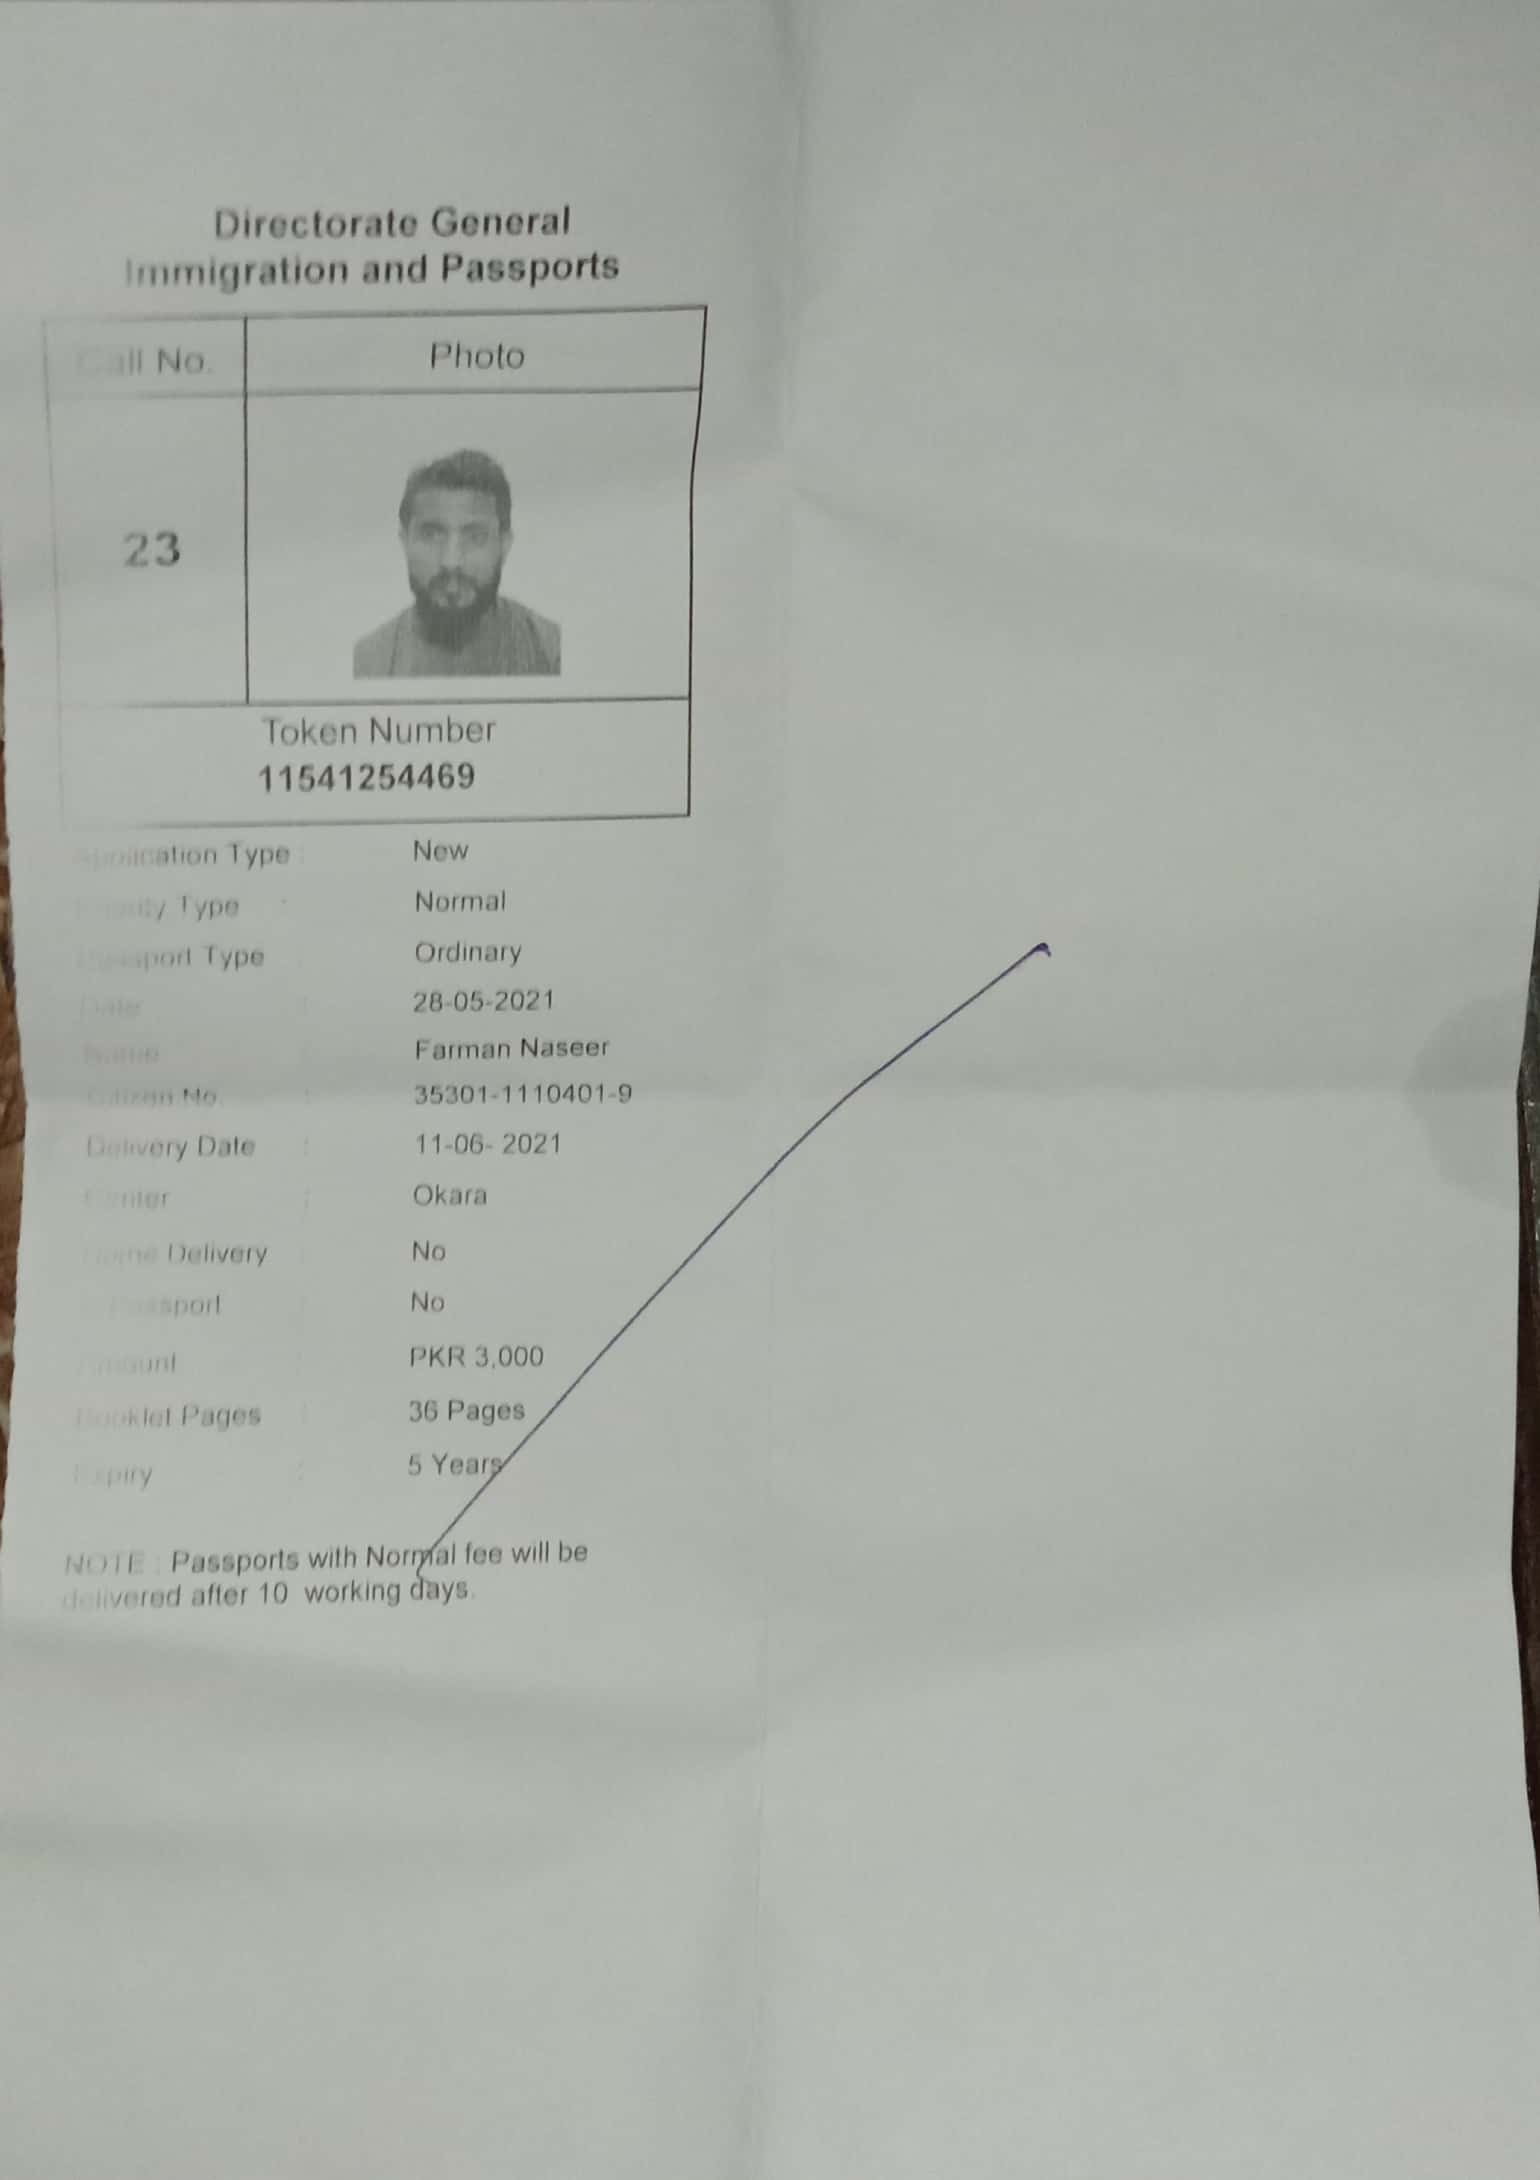 Directorate General
Immigration and Passports
Call No. Photo
23
Token Number
11541254469
Application Type : New
Priority Type : Normal
Passport Type : Ordinary
Date : 28-05-2021
Name : Farman Naseer
Citizen No. : 35301-1110401-9
Delivery Date : 11-06- 2021
Center : Okara
Home Delivery : No
Passport : No
Amount : PKR 3,000
Booklet Pages : 36 Pages
Expiry : 5 Years
NOTE : Passports with Normal fee will be
delivered after 10 working days.